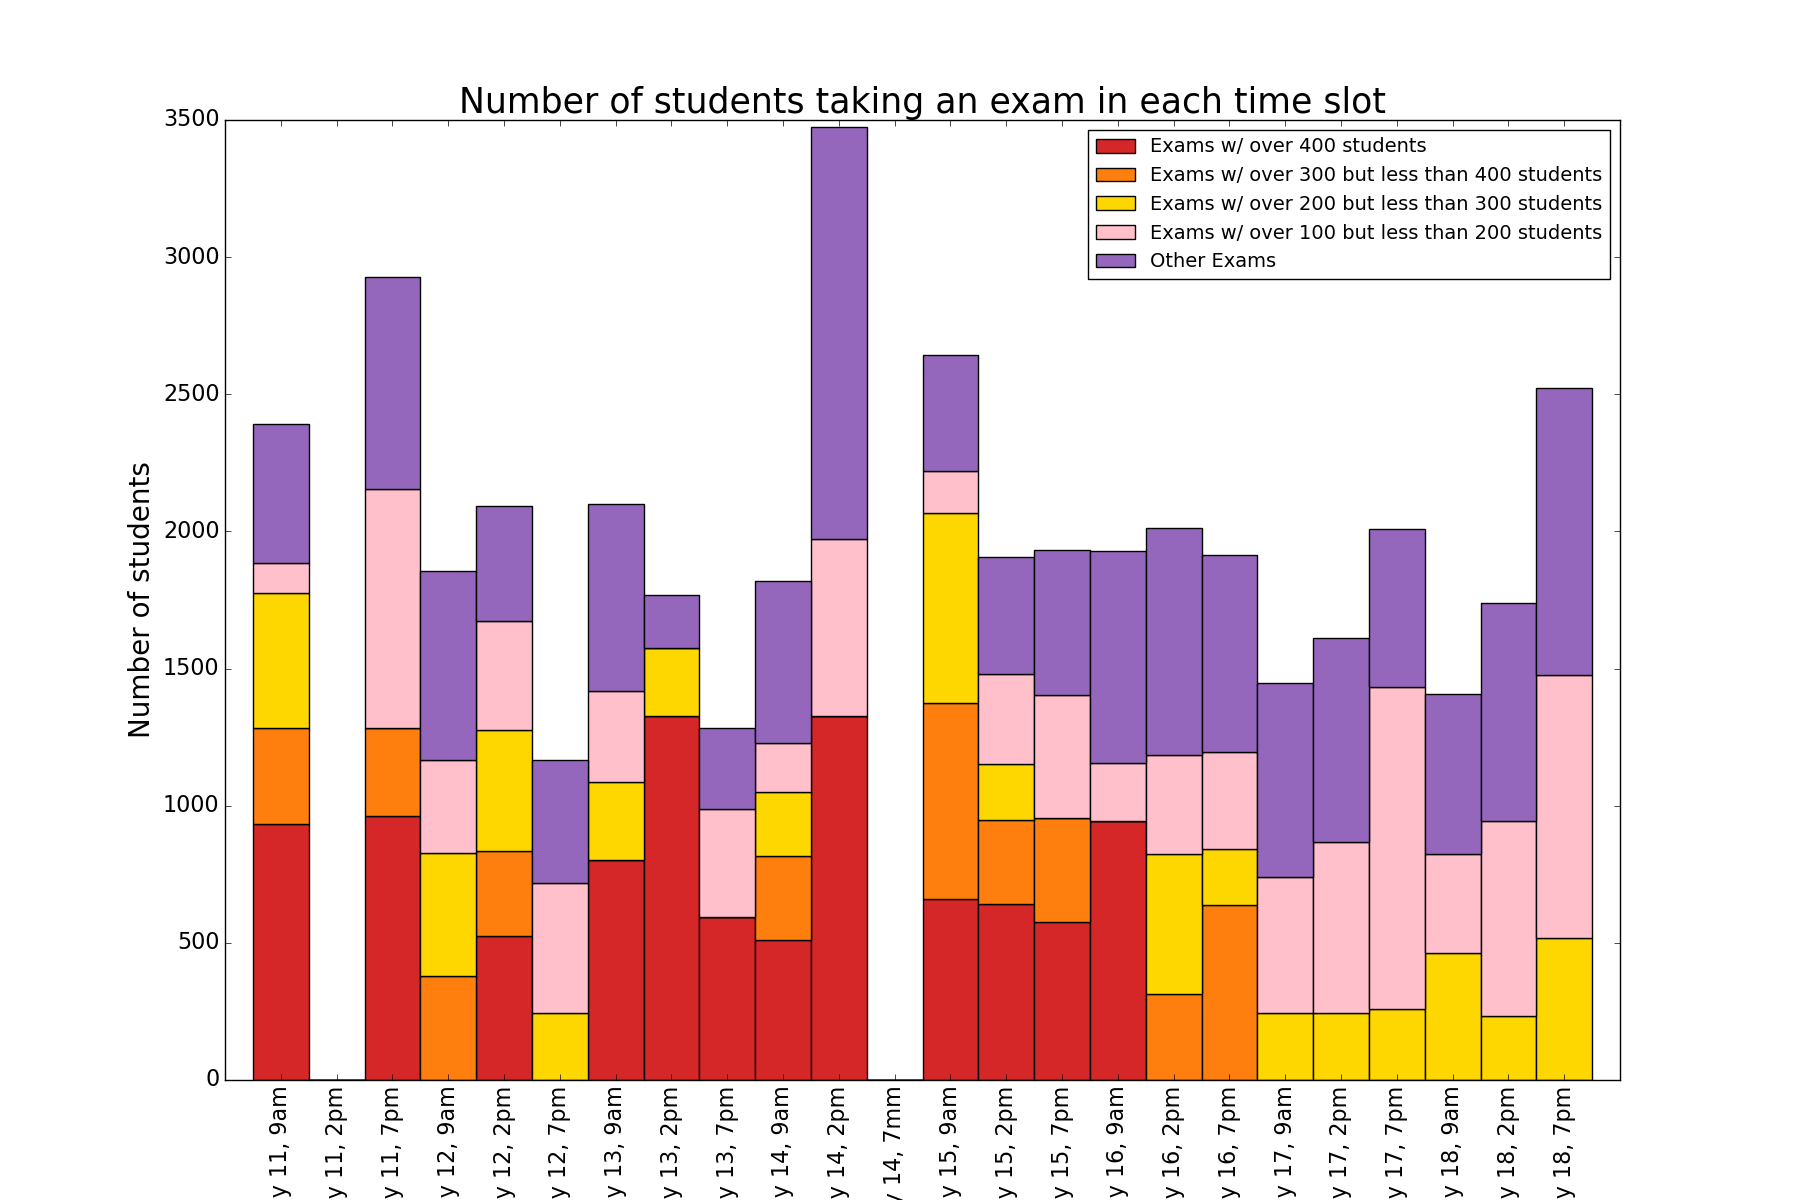 Number of students taking an exam in each time slot
Exams w/ over 400 students
Exams w/ over 300 but less than 400 students
Exams w/ over 200 but less than 300 students
Exams w/ over 100 but less than 200 students
Other Exams
Number of students
3500
3000
2500
2000
1500
1000
500
0
y 11, 9am
y 11, 2pm
y 11, 7pm
y 12, 9am
y 12, 2pm
y 12, 7pm
y 13, 9am
y 13, 2pm
y 13, 7pm
y 14, 9am
y 14, 2pm
y 14, 7mm
y 15, 9am
y 15, 2pm
y 15, 7pm
y 16, 9am
y 16, 2pm
y 16, 7pm
y 17, 9am
y 17, 2pm
y 17, 7pm
y 18, 9am
y 18, 2pm
y 18, 7pm